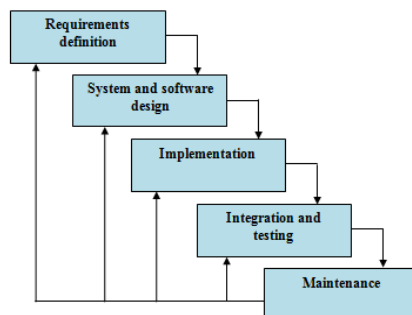 Requirements
definition
System and software
design
Implementation
Integration and
testing
Maintenance